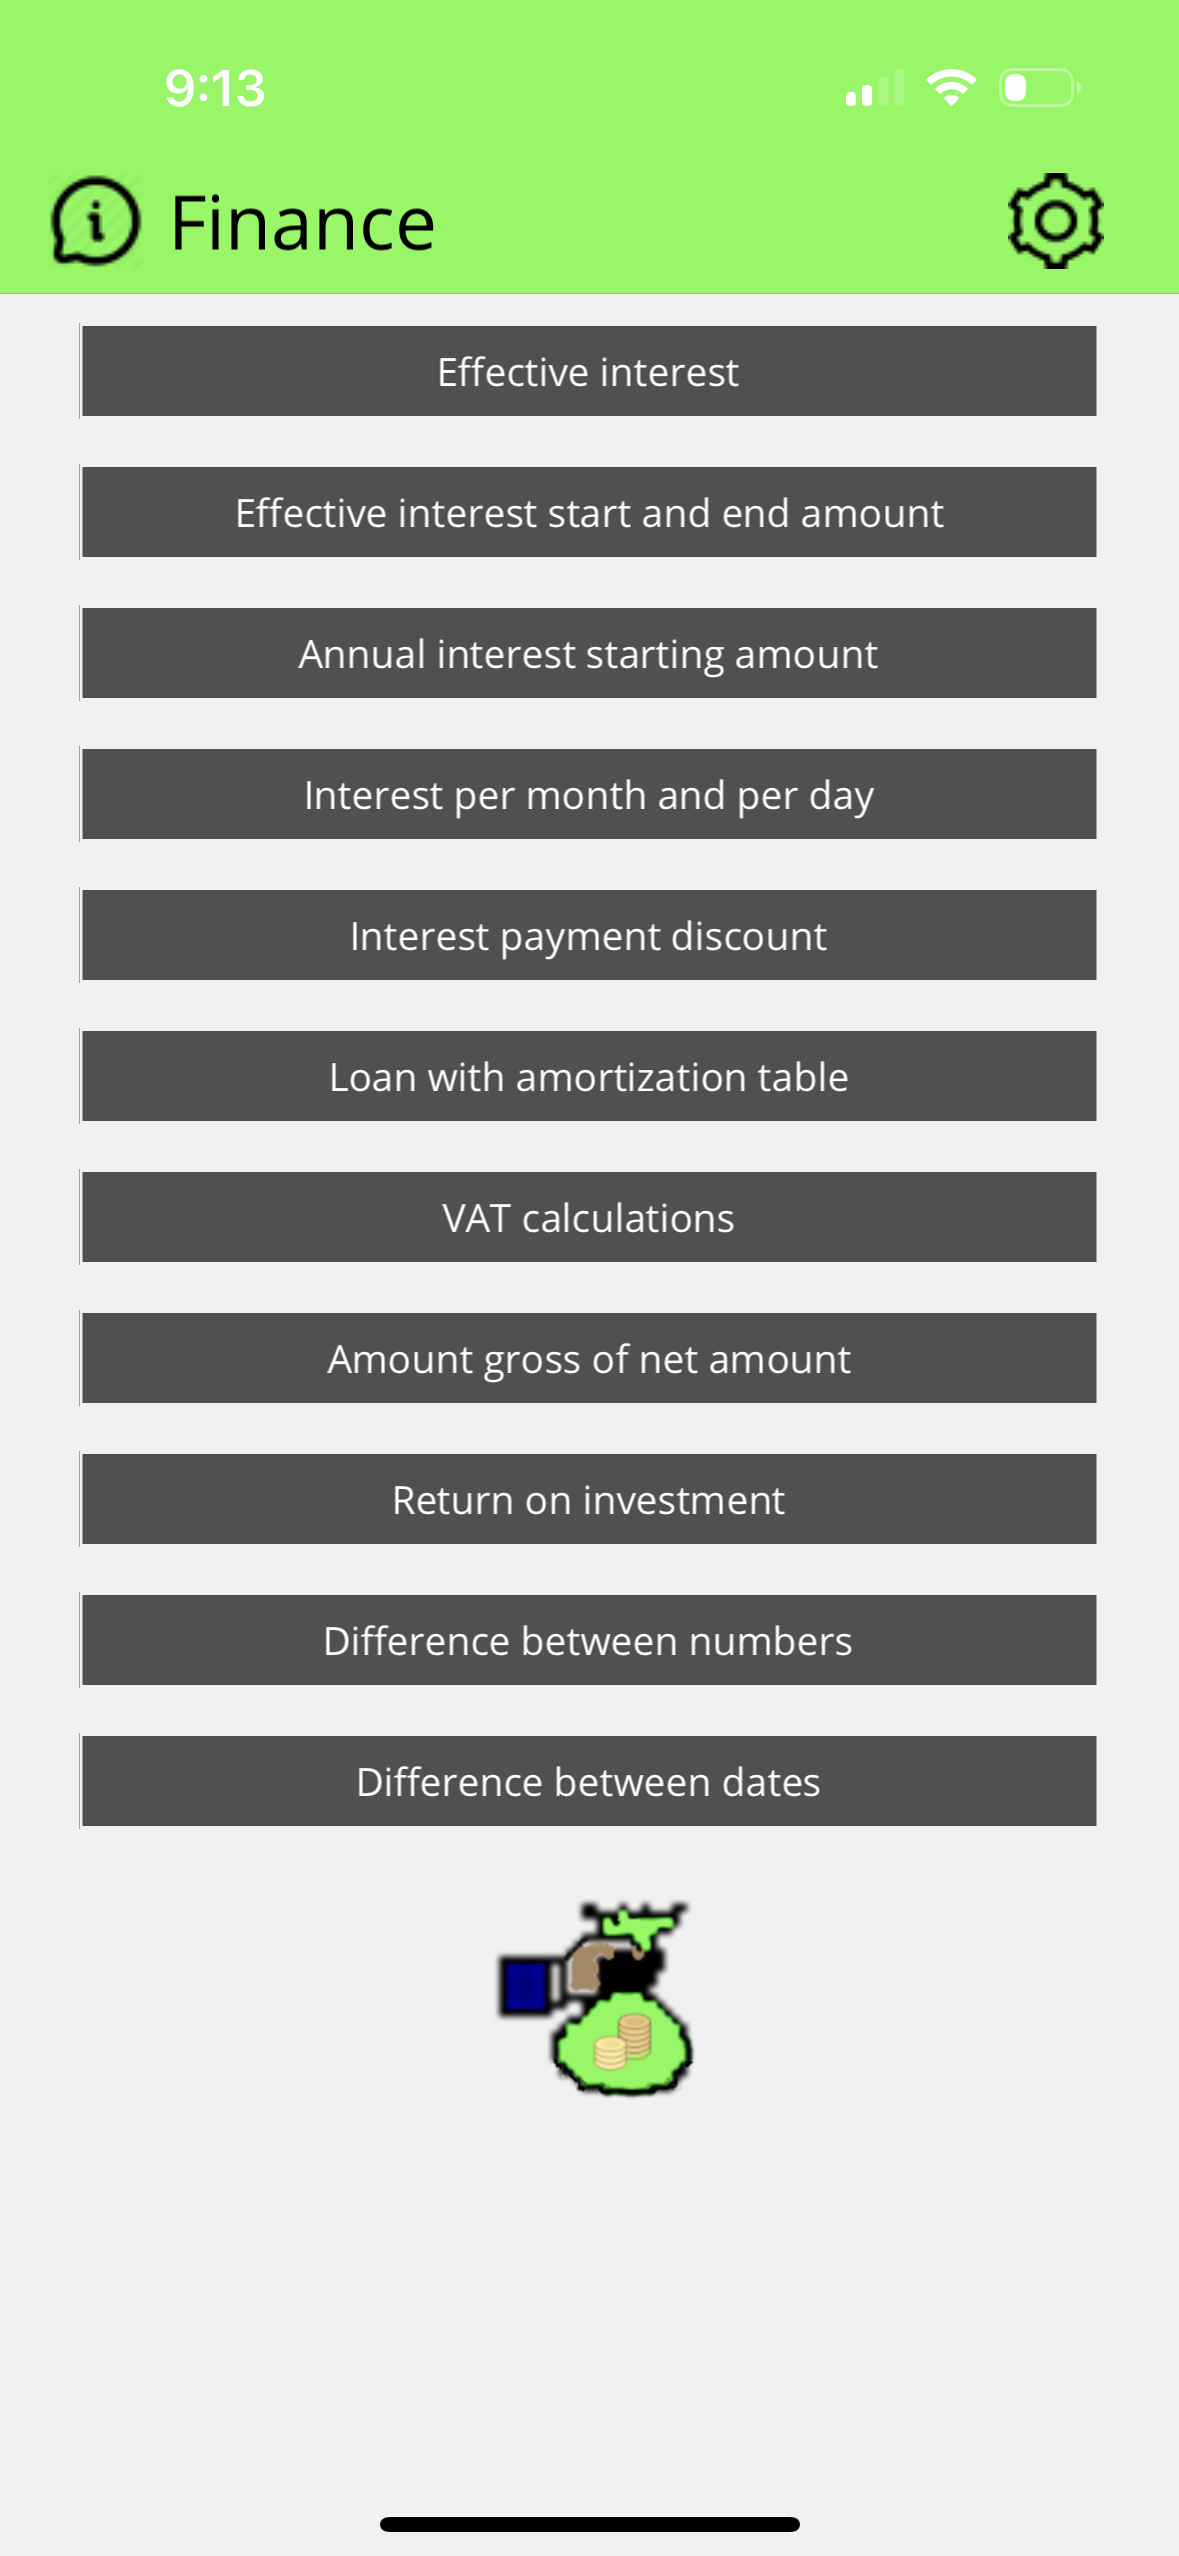 9:13
Finance
Effective interest
Effective interest start and end amount
Annual interest starting amount
Interest per month and per day
Interest payment discount
Loan with amortization table
VAT calculations
Amount gross of net amount
Return on investment
Difference between numbers
Difference between dates